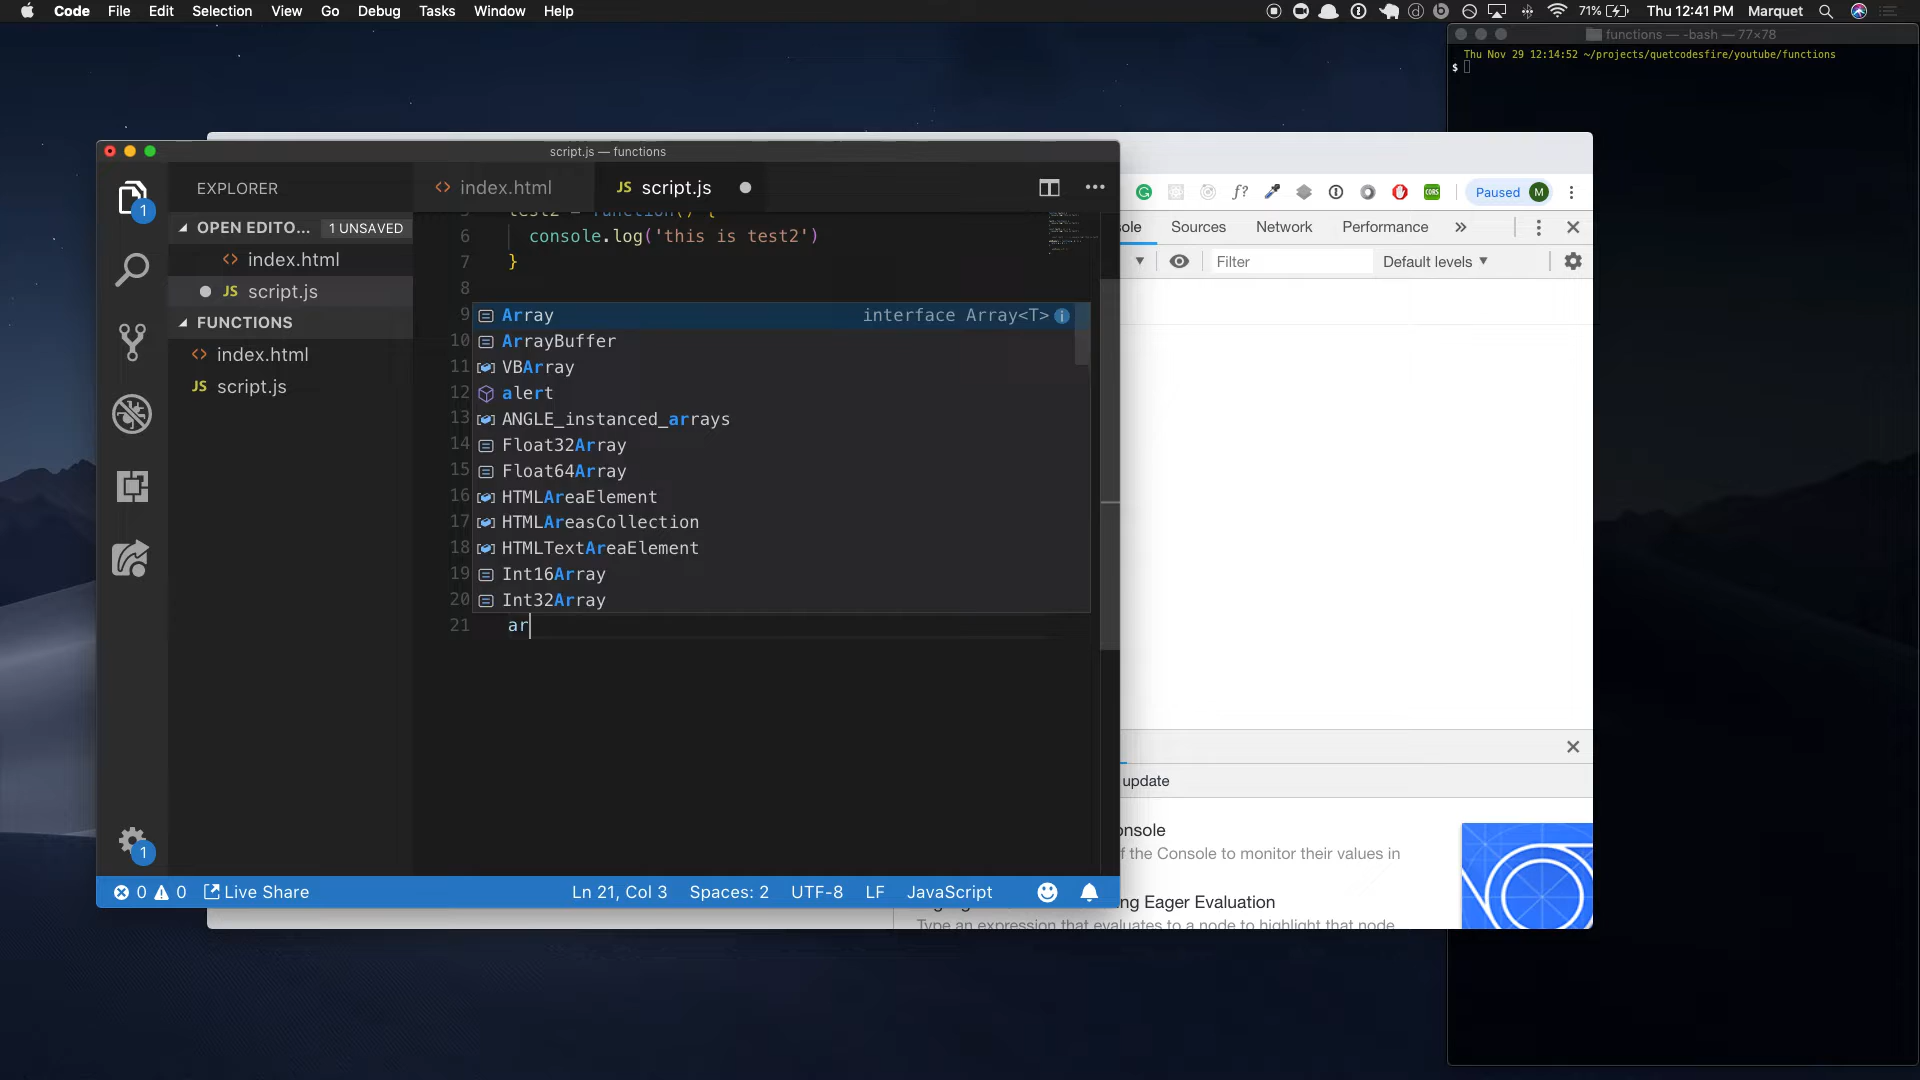 Code File Edit Selection View Go Debug Tasks Window Help
71% Thu 12:41 PM Marquet
functions — -bash — 77×78
Thu Nov 29 12:14:52 ~/projects/quetcodesfire/youtube/functions
$
script.js — functions
EXPLORER
OPEN EDITO... 1 UNSAVED
<> index.html
JS script.js
FUNCTIONS
<> index.html
JS script.js
1
1
<> index.html
JS script.js
test2 = function() {
6 console.log('this is test2')
7 }
8
9 Array interface Array<T>
10 ArrayBuffer
11 VBArray
12 alert
13 ANGLE_instanced_arrays
14 Float32Array
15 Float64Array
16 HTMLAreaElement
17 HTMLAreasCollection
18 HTMLTextAreaElement
19 Int16Array
20 Int32Array
21 ar
0 0 Live Share Ln 21, Col 3 Spaces: 2 UTF-8 LF JavaScript
f? CORS Paused M
ole Sources Network Performance »
Filter Default levels ▼
update
onsole
f the Console to monitor their values in
ng Eager Evaluation
Type an expression that evaluates to a node to highlight that node